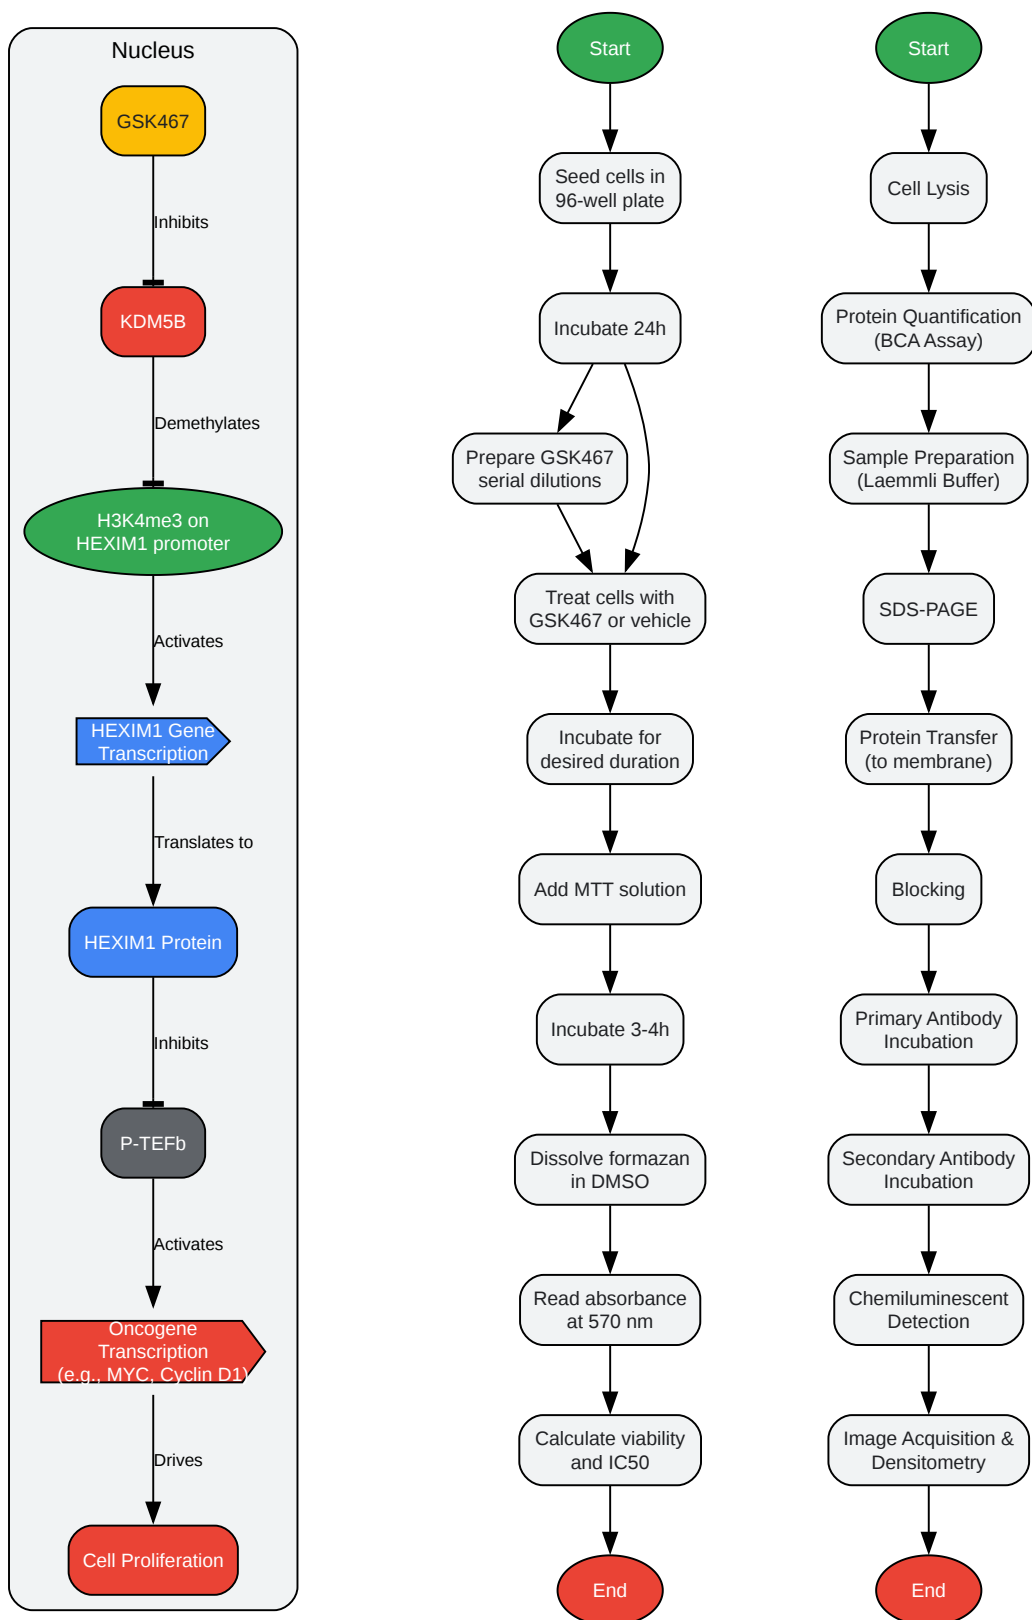 Nucleus
GSK467
Inhibits
KDM5B
Demethylates
H3K4me3 on
HEXIM1 promoter
Activates
HEXIM1 Gene
Transcription
Translates to
HEXIM1 Protein
Inhibits
P-TEFb
Activates
Oncogene
Transcription
(e.g., MYC, Cyclin D1)
Drives
Cell Proliferation
Start
Seed cells in
96-well plate
Incubate 24h
Prepare GSK467
serial dilutions
Treat cells with
GSK467 or vehicle
Incubate for
desired duration
Add MTT solution
Incubate 3-4h
Dissolve formazan
in DMSO
Read absorbance
at 570 nm
Calculate viability
and IC50
End
Start
Cell Lysis
Protein Quantification
(BCA Assay)
Sample Preparation
(Laemmli Buffer)
SDS-PAGE
Protein Transfer
(to membrane)
Blocking
Primary Antibody
Incubation
Secondary Antibody
Incubation
Chemiluminescent
Detection
Image Acquisition &
Densitometry
End